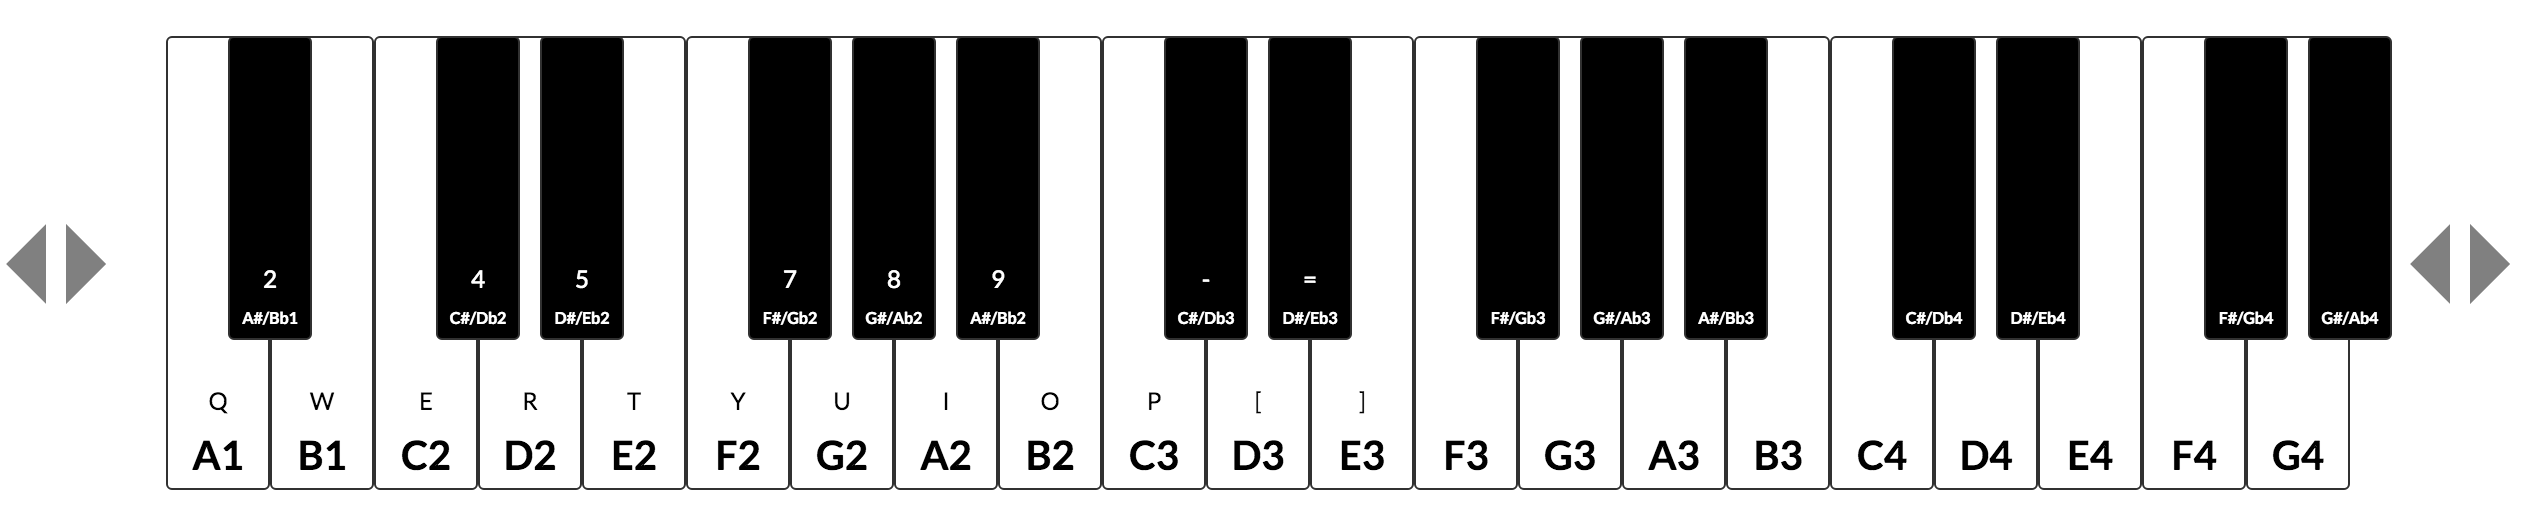 2 4 5 7 8 9 - =
A#/Bb1 C#/Db2 D#/Eb2 F#/Gb2 G#/Ab2 A#/Bb2 C#/Db3 D#/Eb3 F#/Gb3 G#/Ab3 A#/Bb3 C#/Db4 D#/Eb4 F#/Gb4 G#/Ab4
Q W E R T Y U I O P [ ]
A1 B1 C2 D2 E2 F2 G2 A2 B2 C3 D3 E3 F3 G3 A3 B3 C4 D4 E4 F4 G4